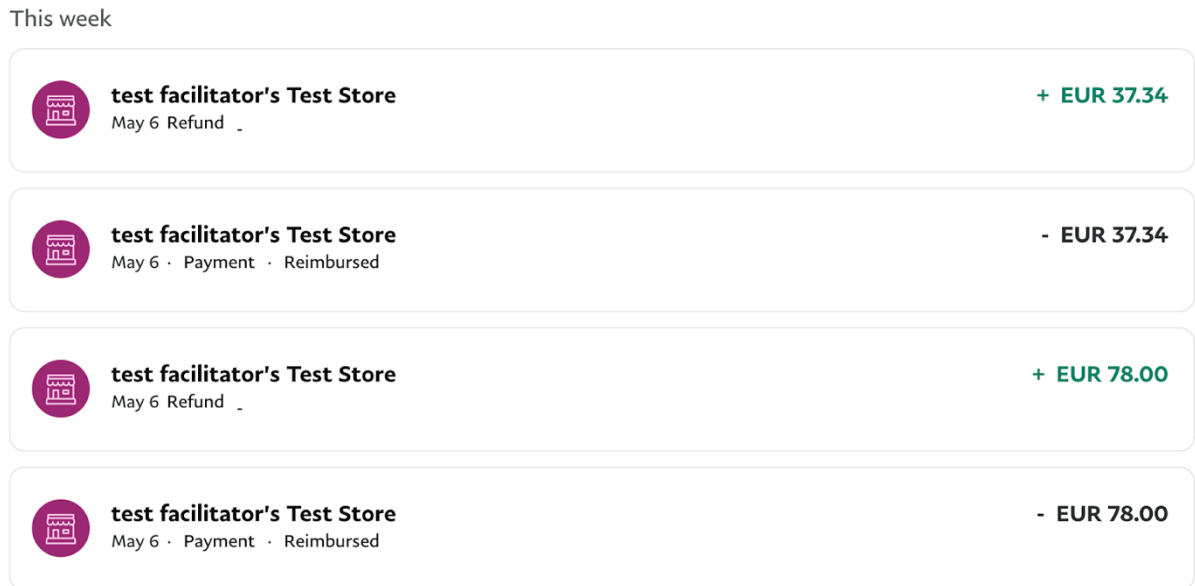 This week
test facilitator's Test Store
+ EUR 37.34
May 6 Refund -
test facilitator's Test Store
- EUR 37.34
May 6 · Payment · Reimbursed
test facilitator's Test Store
+ EUR 78.00
May 6 Refund -
test facilitator's Test Store
- EUR 78.00
May 6 · Payment · Reimbursed